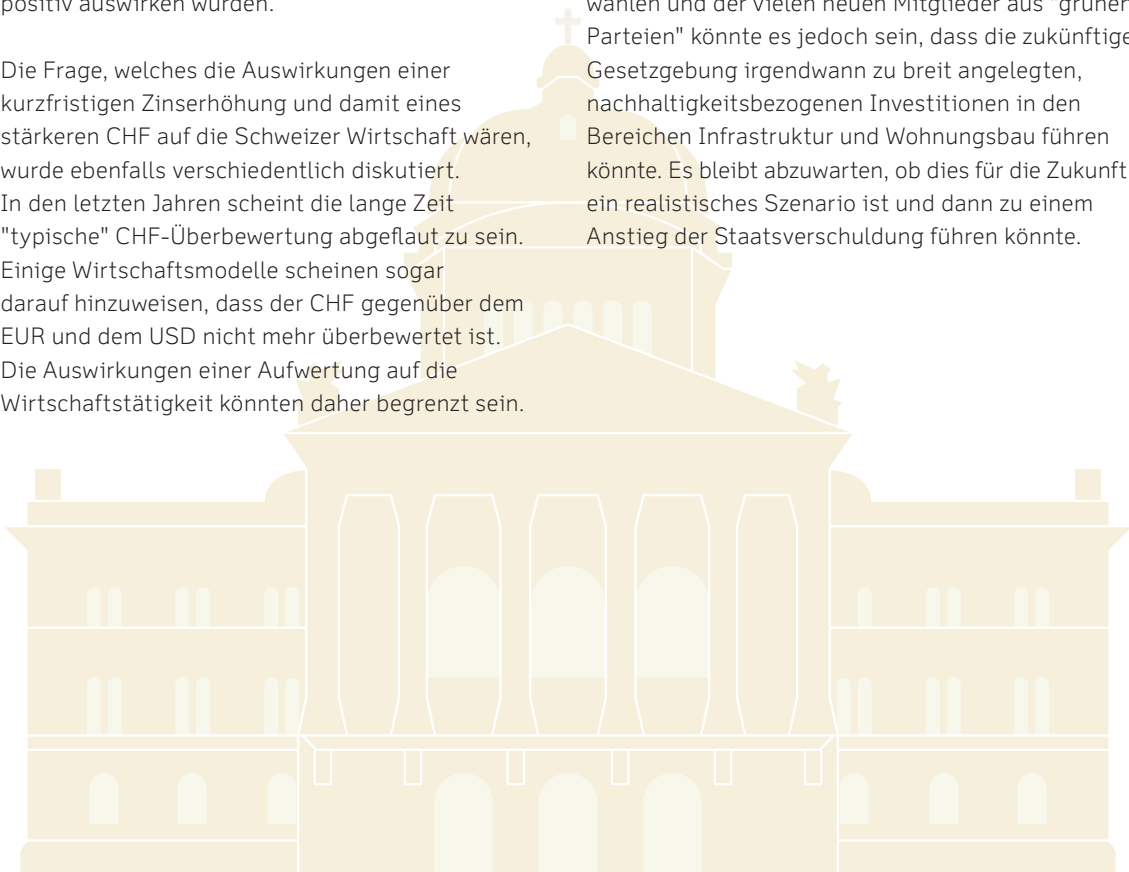 positiv auswirken würden.
Die Frage, welches die Auswirkungen einer
kurzfristigen Zinserhöhung und damit eines
stärkeren CHF auf die Schweizer Wirtschaft wären,
wurde ebenfalls verschiedentlich diskutiert.
In den letzten Jahren scheint die lange Zeit
"typische" CHF-Überbewertung abgeflaut zu sein.
Einige Wirtschaftsmodelle scheinen sogar
darauf hinzuweisen, dass der CHF gegenüber dem
EUR und dem USD nicht mehr überbewertet ist.
Die Auswirkungen einer Aufwertung auf die
Wirtschaftstätigkeit könnten daher begrenzt sein.
wahlen und der vielen neuen Mitglieder aus "grünen
Parteien" könnte es jedoch sein, dass die zukünftige
Gesetzgebung irgendwann zu breit angelegten,
nachhaltigkeitsbezogenen Investitionen in den
Bereichen Infrastruktur und Wohnungsbau führen
könnte. Es bleibt abzuwarten, ob dies für die Zukunft
ein realistisches Szenario ist und dann zu einem
Anstieg der Staatsverschuldung führen könnte.